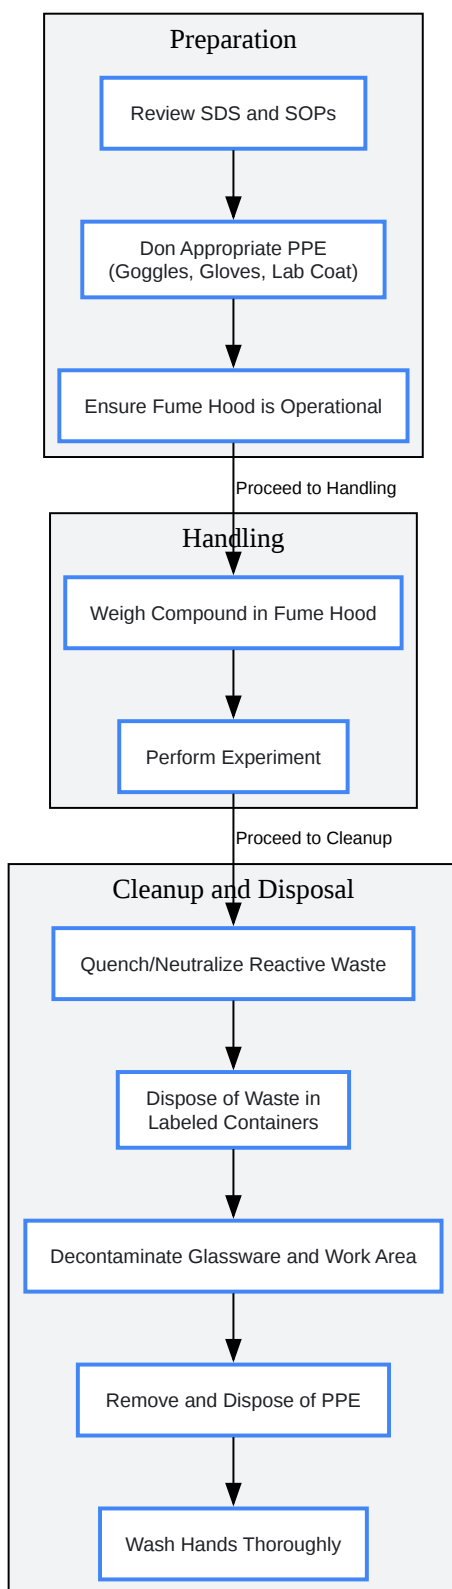 Preparation
Review SDS and SOPs
Don Appropriate PPE
(Goggles, Gloves, Lab Coat)
Ensure Fume Hood is Operational
Proceed to Handling
Handling
Weigh Compound in Fume Hood
Perform Experiment
Proceed to Cleanup
Cleanup and Disposal
Quench/Neutralize Reactive Waste
Dispose of Waste in
Labeled Containers
Decontaminate Glassware and Work Area
Remove and Dispose of PPE
Wash Hands Thoroughly